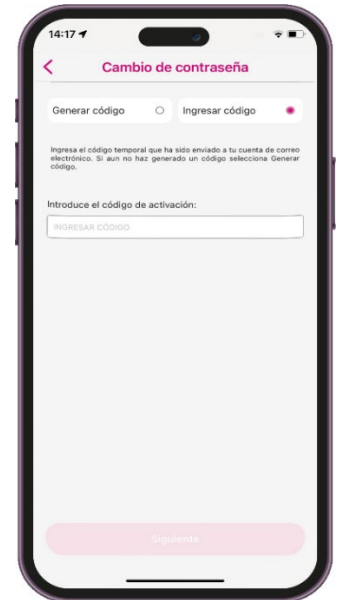 14:17
Cambio de contraseña
Generar código
Ingresar código
Ingresa el código temporal que ha sido enviado a tu cuenta de correo
electrónico. Si aun no haz generado un código selecciona Generar
código.
Introduce el código de activación:
INGRESAR CÓDIGO
Siguiente